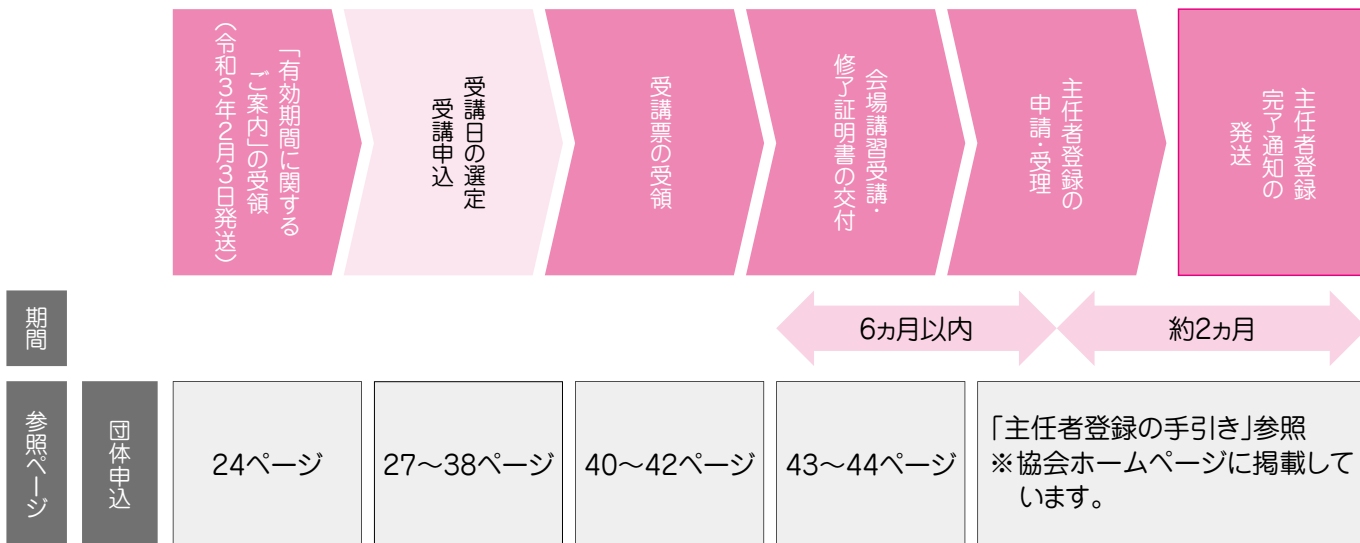 「有効期間に関する
ご案内」の受領
（令和3年2月3日発送）
受講日の選定
受講申込
受講票の受領
会場講習受講・
修了証明書の交付
主任者登録の
申請・受理
主任者登録
完了通知の
発送
期間
6ヵ月以内
約2ヵ月
参照ページ
団体申込
24ページ
27～38ページ
40～42ページ
43～44ページ
「主任者登録の手引き」参照
※協会ホームページに掲載して
います。